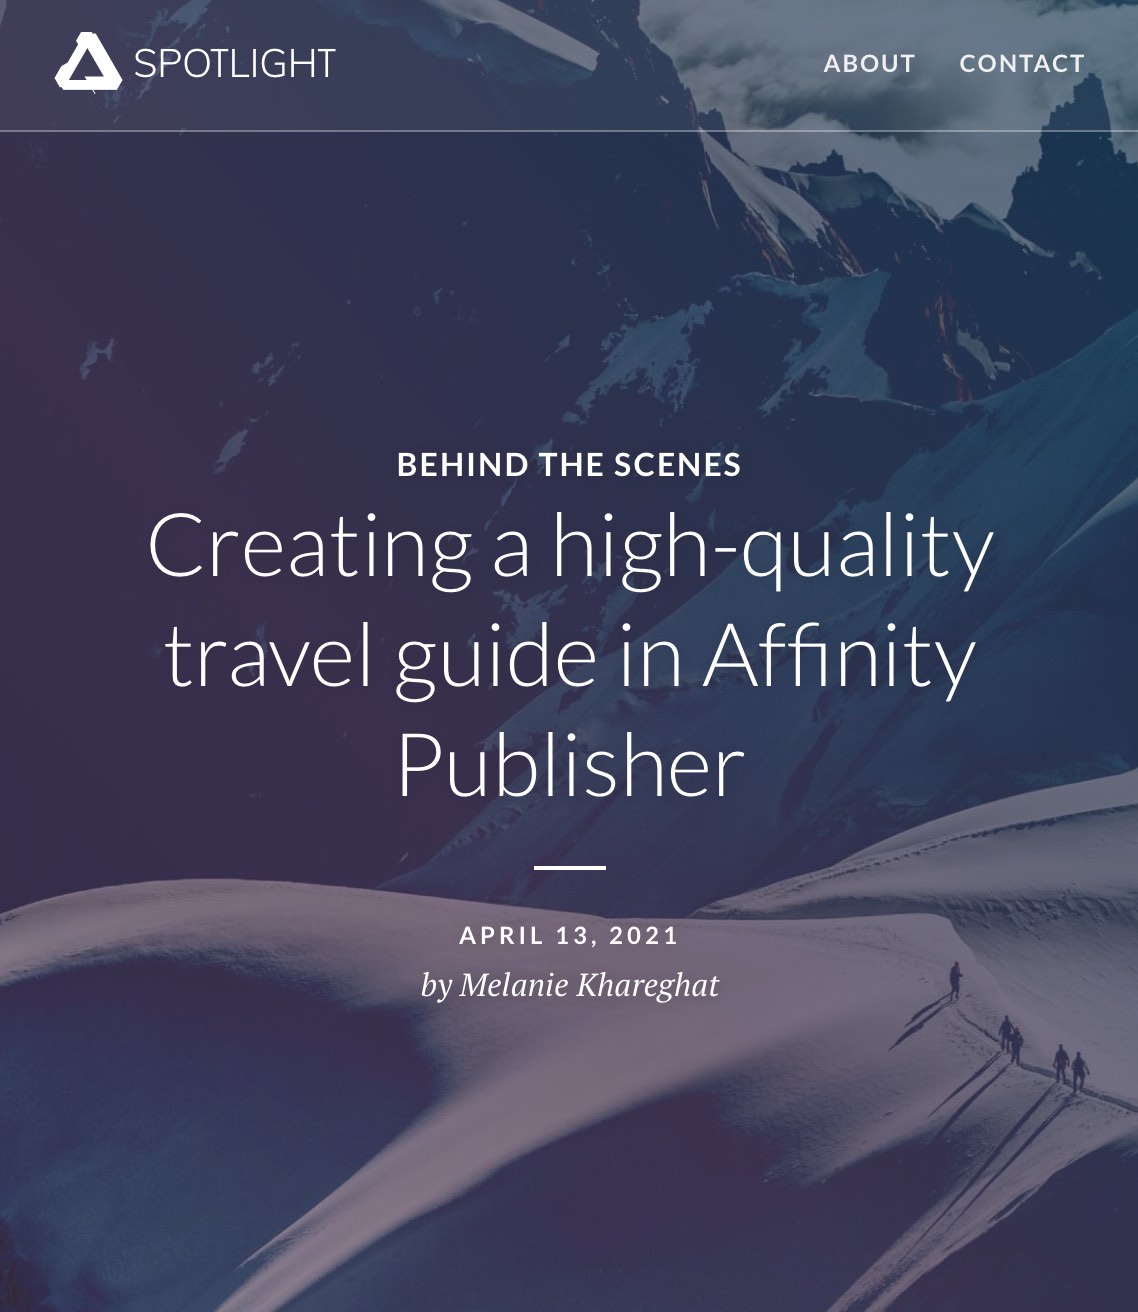 SPOTLIGHT
ABOUT CONTACT
BEHIND THE SCENES
Creating a high-quality
travel guide in Affinity
Publisher
APRIL 13, 2021
by Melanie Khareghat